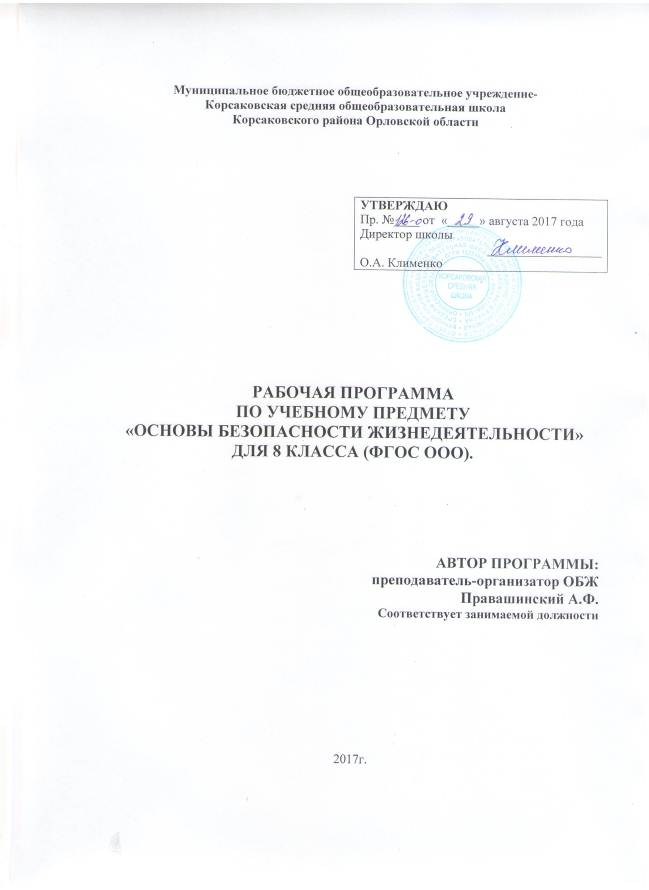 Муниципальное бюджетное общеобразовательное учреждение-
Корсаковская средняя общеобразовательная школа
Корсаковского района Орловской области
УТВЕРЖДАЮ
Пр. № от « 29 » августа 2017 года
Директор школы
О.А. Клименко
КОРСАКОВСКАЯ
СРЕДНЯЯ
ШКОЛА
РАБОЧАЯ ПРОГРАММА
ПО УЧЕБНОМУ ПРЕДМЕТУ
«ОСНОВЫ БЕЗОПАСНОСТИ ЖИЗНЕДЕЯТЕЛЬНОСТИ»
ДЛЯ 8 КЛАССА (ФГОС ООО).
АВТОР ПРОГРАММЫ:
преподаватель-организатор ОБЖ
Правашинский А.Ф.
Соответствует занимаемой должности
2017г.